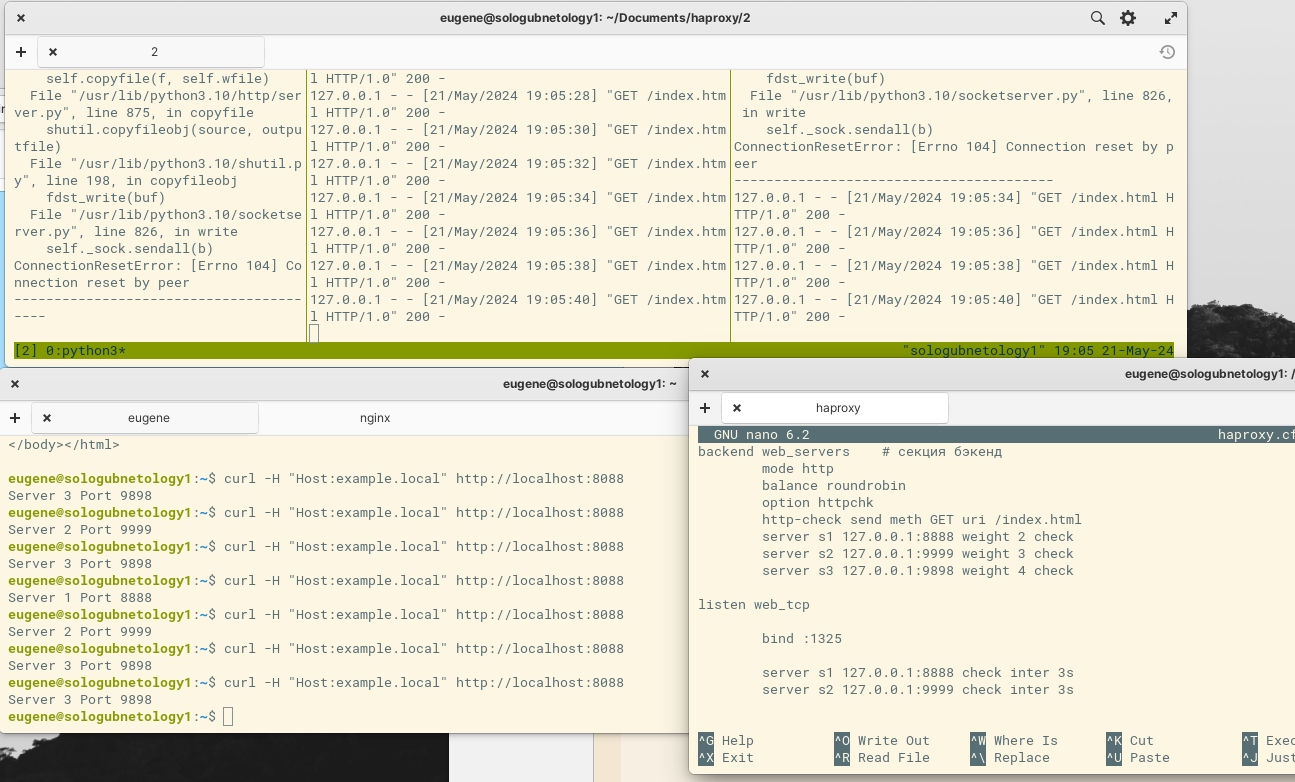 eugene@sologubnetology1: ~/Documents/haproxy/2
2
self.copyfile(f, self.wfile)
File "/usr/lib/python3.10/http/ser
ver.py", line 875, in copyfile
shutil.copyfileobj(source, outpu
tfile)
File "/usr/lib/python3.10/shutil.p
y", line 198, in copyfileobj
fdst_write(buf)
File "/usr/lib/python3.10/socketse
rver.py", line 826, in write
self._sock.sendall(b)
ConnectionResetError: [Errno 104] Co
nnection reset by peer
------------------------------------
----
l HTTP/1.0" 200 -
127.0.0.1 - - [21/May/2024 19:05:28] "GET /index.htm
l HTTP/1.0" 200 -
127.0.0.1 - - [21/May/2024 19:05:30] "GET /index.htm
l HTTP/1.0" 200 -
127.0.0.1 - - [21/May/2024 19:05:32] "GET /index.htm
l HTTP/1.0" 200 -
127.0.0.1 - - [21/May/2024 19:05:34] "GET /index.htm
l HTTP/1.0" 200 -
127.0.0.1 - - [21/May/2024 19:05:36] "GET /index.htm
l HTTP/1.0" 200 -
127.0.0.1 - - [21/May/2024 19:05:38] "GET /index.htm
l HTTP/1.0" 200 -
127.0.0.1 - - [21/May/2024 19:05:40] "GET /index.htm
l HTTP/1.0" 200 -
fdst_write(buf)
File "/usr/lib/python3.10/socketserver.py", line 826,
in write
self._sock.sendall(b)
ConnectionResetError: [Errno 104] Connection reset by p
eer
----------------------------------------
127.0.0.1 - - [21/May/2024 19:05:34] "GET /index.html H
TTP/1.0" 200 -
127.0.0.1 - - [21/May/2024 19:05:36] "GET /index.html H
TTP/1.0" 200 -
127.0.0.1 - - [21/May/2024 19:05:38] "GET /index.html H
TTP/1.0" 200 -
127.0.0.1 - - [21/May/2024 19:05:40] "GET /index.html H
TTP/1.0" 200 -
[2] 0:python3* "sologubnetology1" 19:05 21-May-24
eugene@sologubnetology1: ~
eugene nginx
</body></html>
eugene@sologubnetology1:~$ curl -H "Host:example.local" http://localhost:8088
Server 3 Port 9898
eugene@sologubnetology1:~$ curl -H "Host:example.local" http://localhost:8088
Server 2 Port 9999
eugene@sologubnetology1:~$ curl -H "Host:example.local" http://localhost:8088
Server 3 Port 9898
eugene@sologubnetology1:~$ curl -H "Host:example.local" http://localhost:8088
Server 1 Port 8888
eugene@sologubnetology1:~$ curl -H "Host:example.local" http://localhost:8088
Server 2 Port 9999
eugene@sologubnetology1:~$ curl -H "Host:example.local" http://localhost:8088
Server 3 Port 9898
eugene@sologubnetology1:~$ curl -H "Host:example.local" http://localhost:8088
Server 3 Port 9898
eugene@sologubnetology1:~$
eugene@sologubnetology1: /
haproxy
GNU nano 6.2 haproxy.cf
backend web_servers # секция бэкенд
mode http
balance roundrobin
option httpchk
http-check send meth GET uri /index.html
server s1 127.0.0.1:8888 weight 2 check
server s2 127.0.0.1:9999 weight 3 check
server s3 127.0.0.1:9898 weight 4 check
listen web_tcp
bind :1325
server s1 127.0.0.1:8888 check inter 3s
server s2 127.0.0.1:9999 check inter 3s
^G Help ^O Write Out ^W Where Is ^K Cut ^T Exec
^X Exit ^R Read File ^\ Replace ^U Paste ^J Just